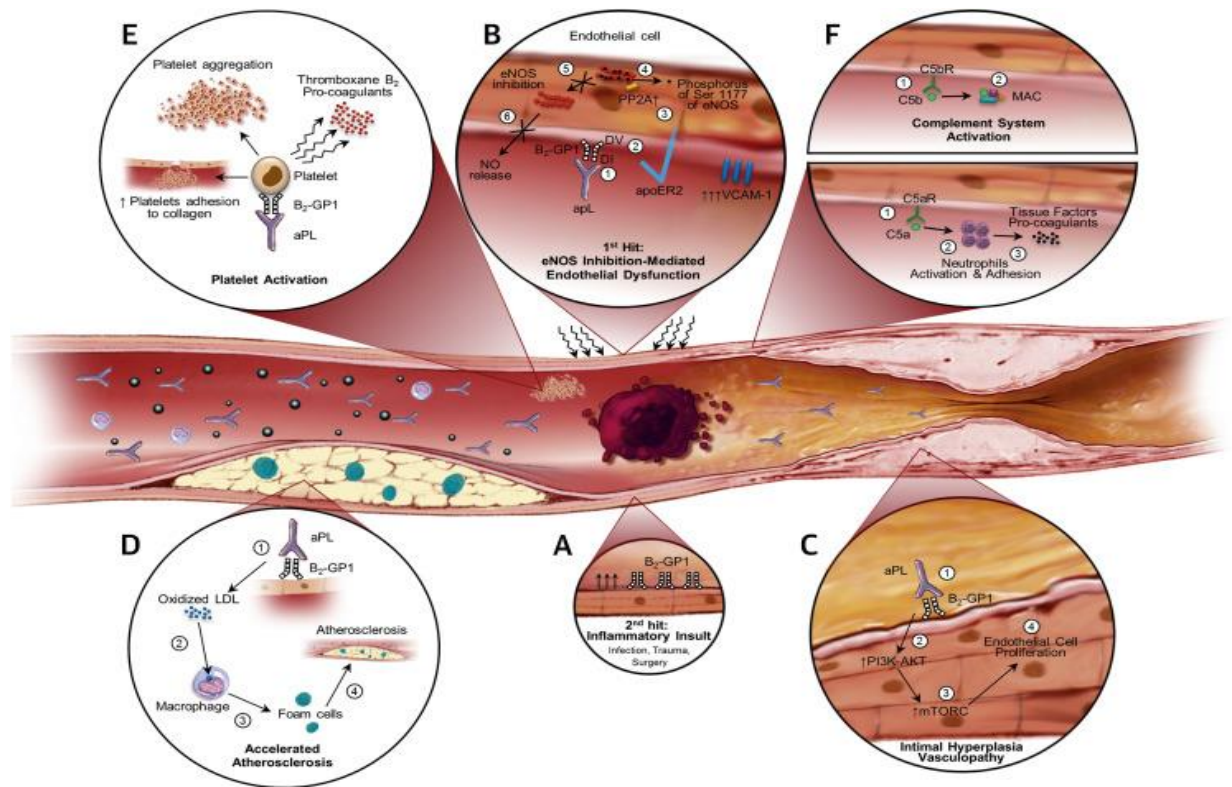 E
Platelet aggregation
Thromboxane B2
Pro-coagulants
Platelet
↑ Platelets adhesion
to collagen
B2-GP1
aPL
Platelet Activation
B
Endothelial cell
eNOS
inhibition
5
4
Phosphorus
of Ser 1177
of eNOS
PP2A↑
3
6
DV
2
B2-GP1
DI
NO
release
1
apoER2
apL
↑↑↑VCAM-1
1st Hit:
eNOS Inhibition-Mediated
Endothelial Dysfunction
F
C5bR
1
2
C5b
MAC
Complement System
Activation
C5aR
1
C5a
Tissue Factors
Pro-coagulants
2
3
Neutrophils
Activation & Adhesion
D
1
aPL
B2-GP1
Oxidized LDL
2
Atherosclerosis
4
Macrophage
3
Foam cells
Accelerated
Atherosclerosis
A
B2-GP1
↑↑↑
2nd hit:
Inflammatory Insult
Infection, Trauma,
Surgery
C
aPL
1
B2-GP1
2
4
↑PI3K-AKT
Endothelial Cell
Proliferation
3
↑mTORC
Intimal Hyperplasia
Vasculopathy